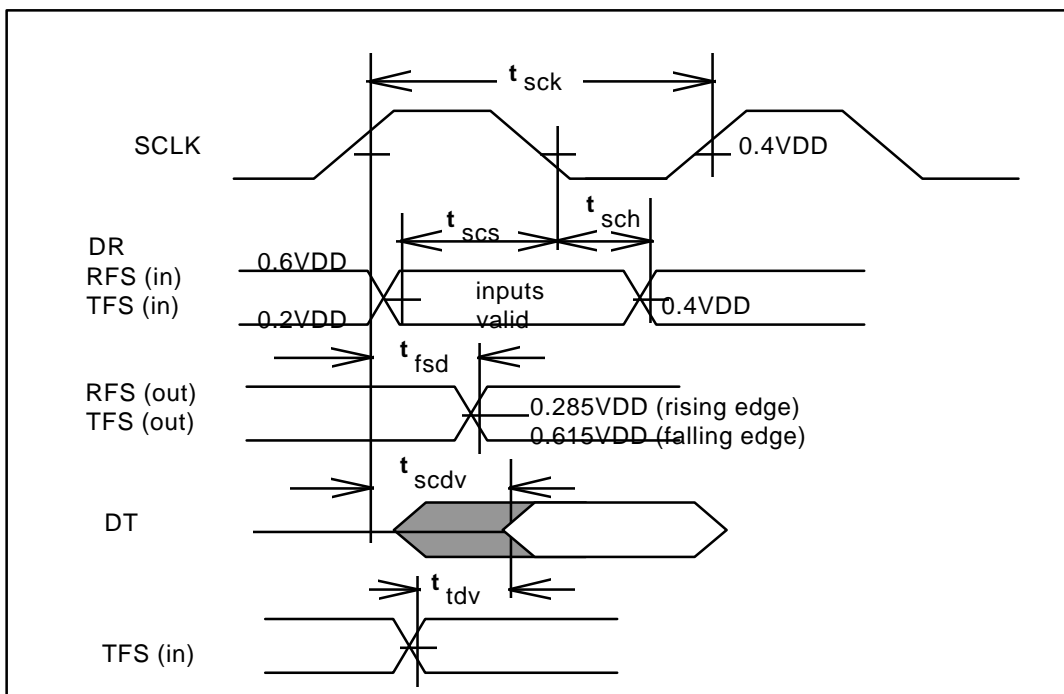 t sck
SCLK
0.4VDD
t scs
t sch
DR
RFS (in)
TFS (in)
0.6VDD
0.2VDD
inputs
valid
0.4VDD
t fsd
RFS (out)
TFS (out)
0.285VDD (rising edge)
0.615VDD (falling edge)
t scdv
DT
t tdv
TFS (in)